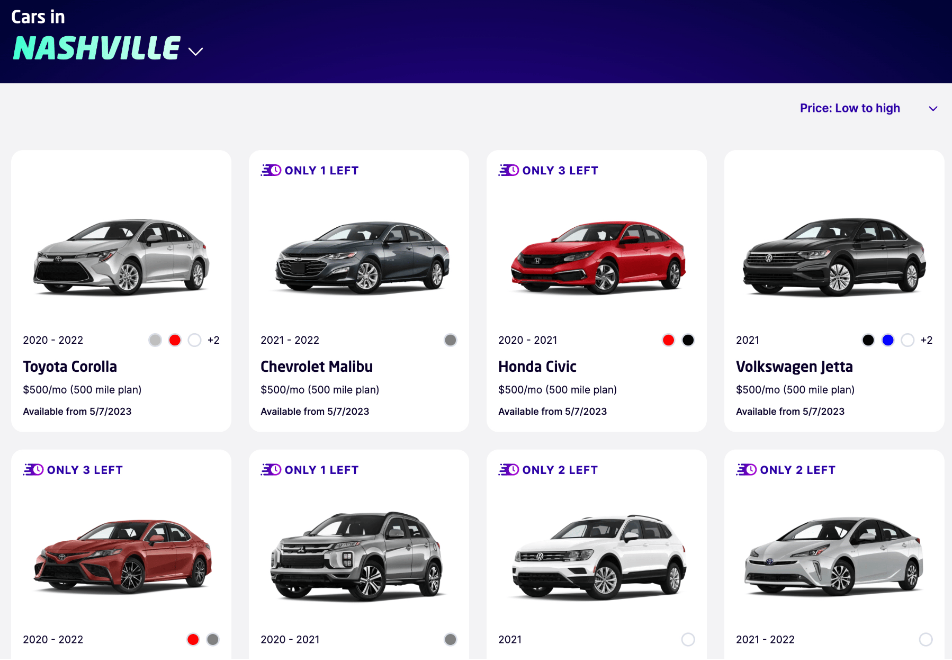 Cars in
NASHVILLE
Price: Low to high
2020 - 2022
+2
Toyota Corolla
$500/mo (500 mile plan)
Available from 5/7/2023
ONLY 1 LEFT
2021 - 2022
Chevrolet Malibu
$500/mo (500 mile plan)
Available from 5/7/2023
ONLY 3 LEFT
2020 - 2021
Honda Civic
$500/mo (500 mile plan)
Available from 5/7/2023
2021
+2
Volkswagen Jetta
$500/mo (500 mile plan)
Available from 5/7/2023
ONLY 3 LEFT
2020 - 2022
ONLY 1 LEFT
2020 - 2021
ONLY 2 LEFT
2021
ONLY 2 LEFT
2021 - 2022